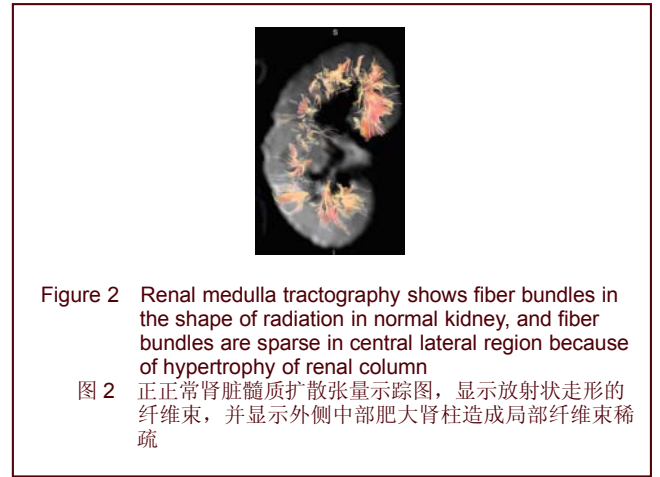 S
Figure 2 Renal medulla tractography shows fiber bundles in
the shape of radiation in normal kidney, and fiber
bundles are sparse in central lateral region because
of hypertrophy of renal column
图 2 正正常肾脏髓质扩散张量示踪图，显示放射状走形的
纤维束，并显示外侧中部肥大肾柱造成局部纤维束稀
疏